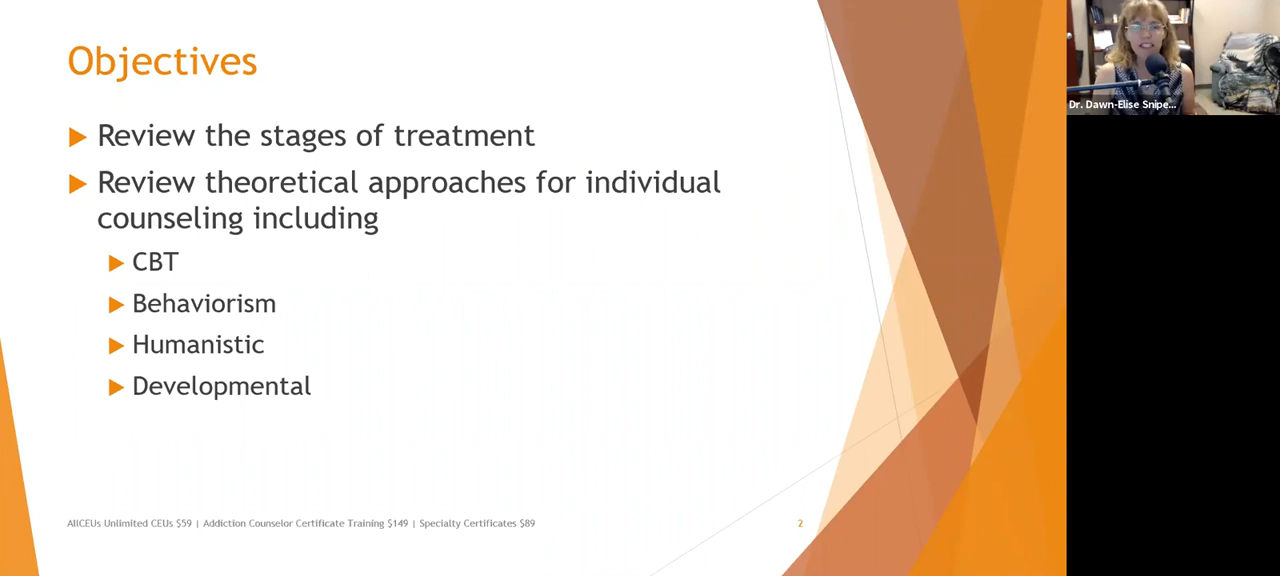 Objectives
Review the stages of treatment
Review theoretical approaches for individual
counseling including
CBT
Behaviorism
Humanistic
Developmental
AllCEUs Unlimited CEUs $59 | Addiction Counselor Certificate Training $149 | Specialty Certificates $89
2
Dr. Dawn-Elise Snipe...